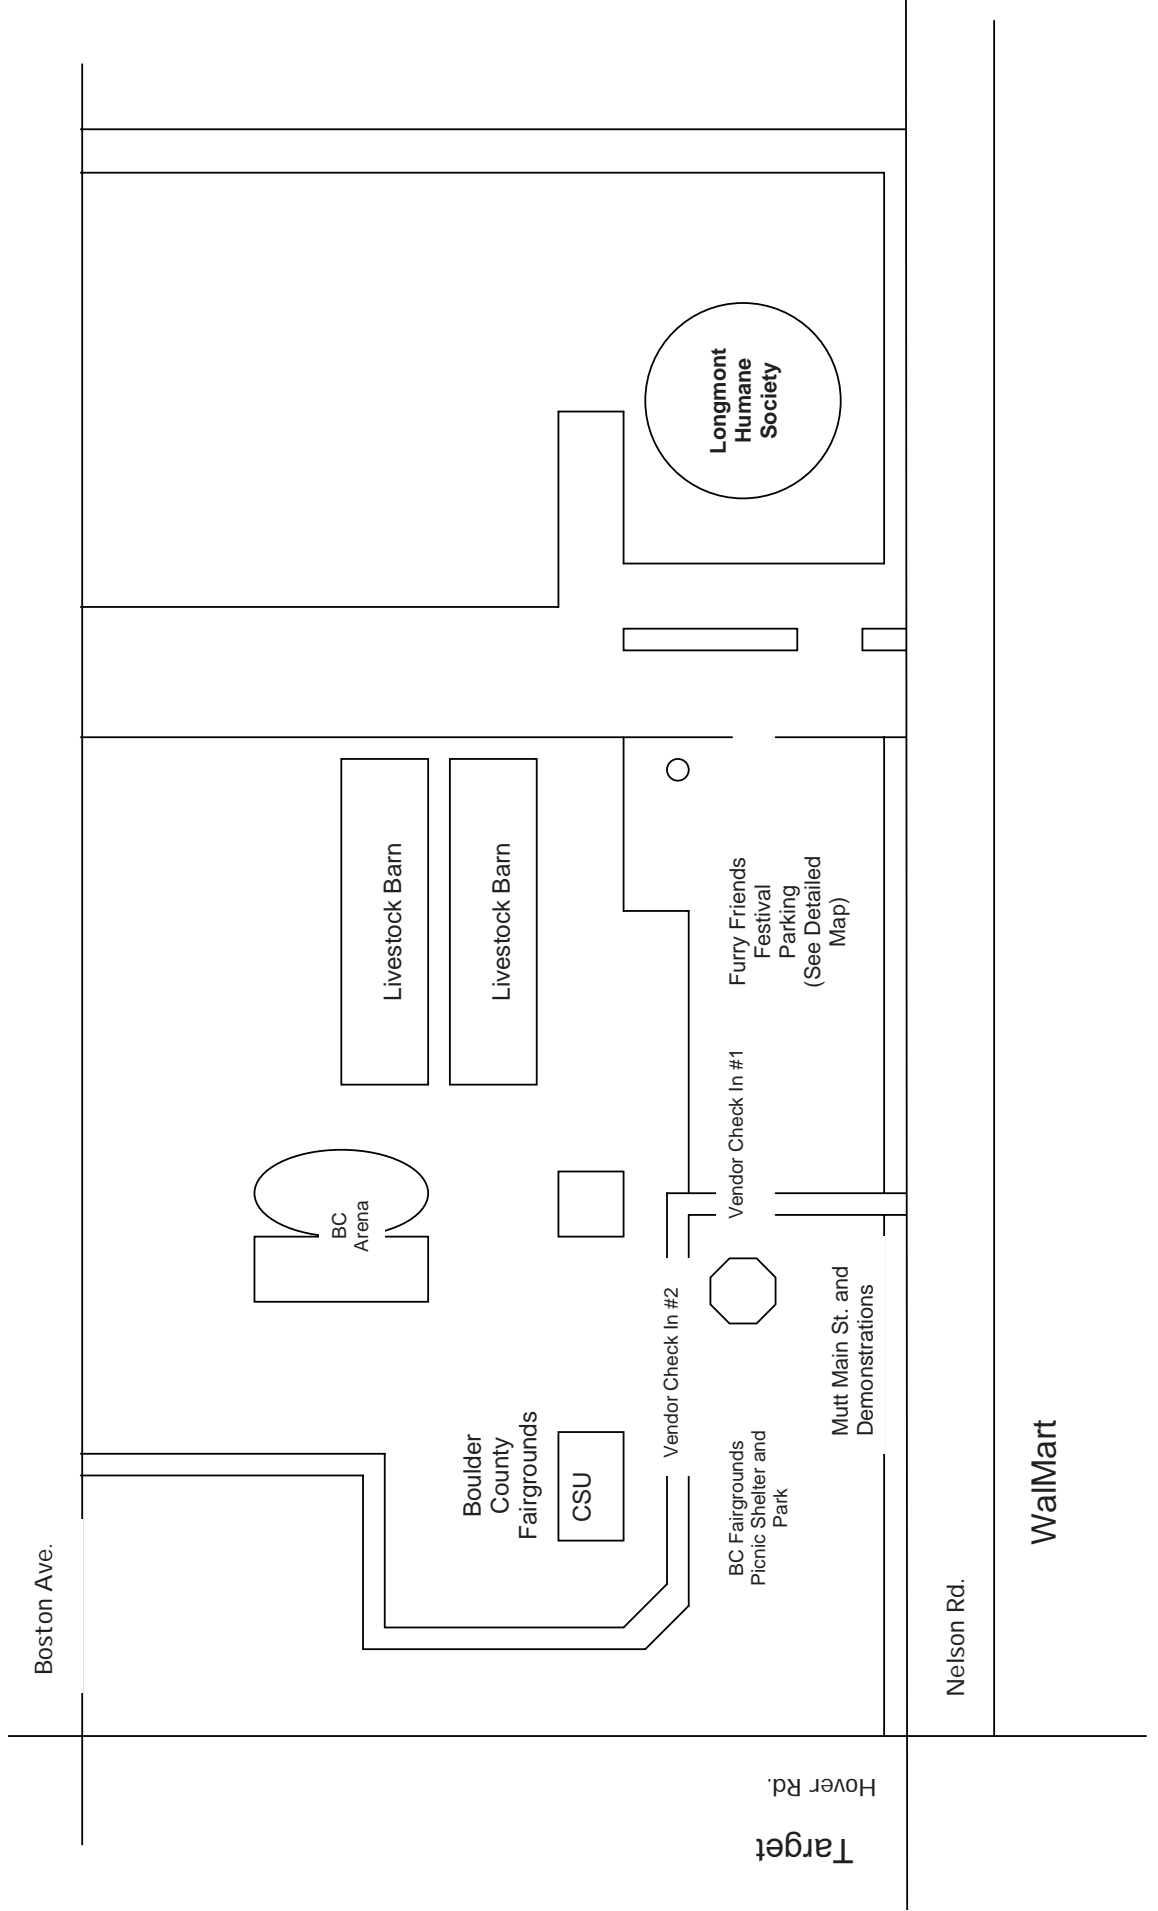 Boston Ave.
BC
Arena
Livestock Barn
Livestock Barn
Boulder
County
Fairgrounds
CSU
Vendor Check In #2
Vendor Check In #1
Longmont
Humane
Society
Furry Friends
Festival
Parking
(See Detailed
Map)
BC Fairgrounds
Picnic Shelter and
Park
Mutt Main St. and
Demonstrations
Hover Rd.
Target
Nelson Rd.
WalMart